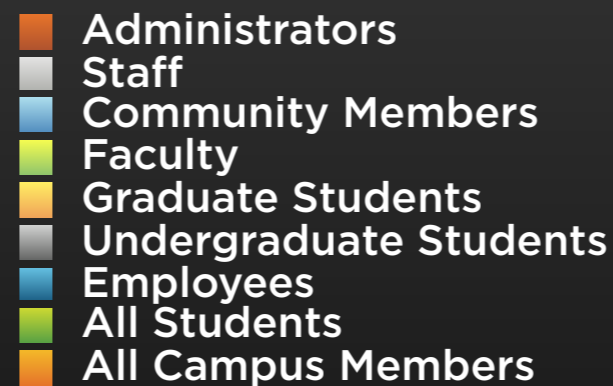 Administrators
Staff
Community Members
Faculty
Graduate Students
Undergraduate Students
Employees
All Students
All Campus Members